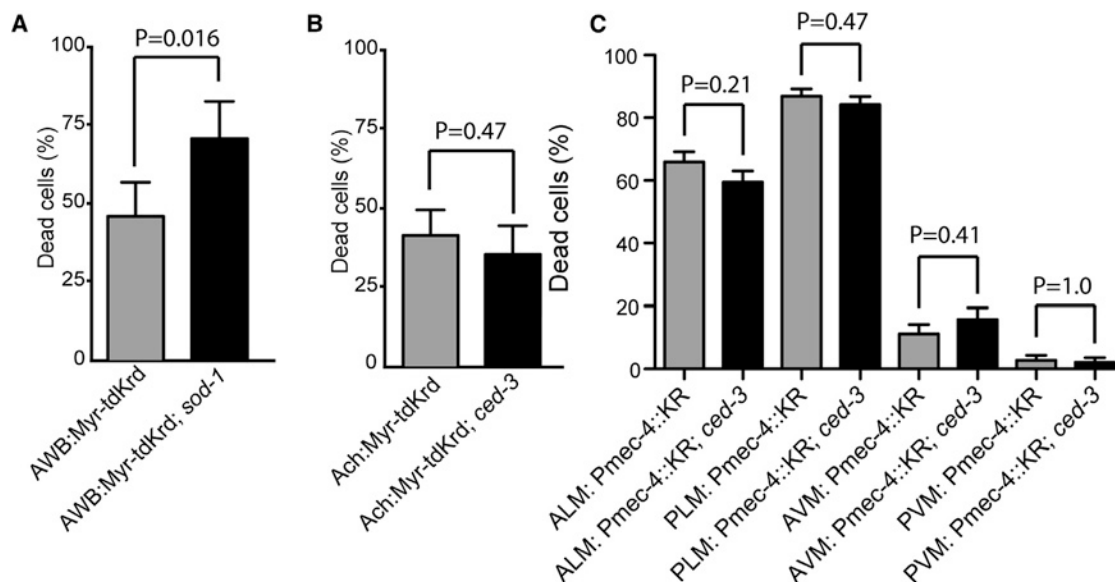 A
P=0.016
100
75
50
25
0
Dead cells (%)
AWB:Myr-tdKrd
AWB:Myr-tdKrd; sod-1
B
P=0.47
100
75
50
25
0
Dead cells (%)
Ach:Myr-tdKrd
Ach:Myr-tdKrd; ced-3
C
P=0.47
P=0.21
P=0.41
P=1.0
100
80
60
40
20
0
Dead cells (%)
ALM: Pmec-4::KR
ALM: Pmec-4::KR; ced-3
PLM: Pmec-4::KR
PLM: Pmec-4::KR; ced-3
AVM: Pmec-4::KR
AVM: Pmec-4::KR; ced-3
PVM: Pmec-4::KR
PVM: Pmec-4::KR; ced-3